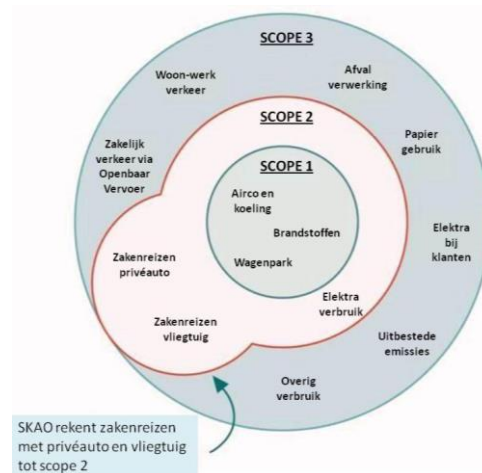 SCOPE 3
Woon-werk
verkeer
Afval
verwerking
SCOPE 2
Zakelijk
verkeer via
Openbaar
Vervoer
Papier
gebruik
SCOPE 1
Airco en
koeling
Brandstoffen
Wagenpark
Elektra
bij
klanten
Zakenreizen
privéauto
Elektra
verbruik
Zakenreizen
vliegtuig
Uitbestede
emissies
Overig
verbruik
SKAO rekent zakenreizen
met privéauto en vliegtuig
tot scope 2